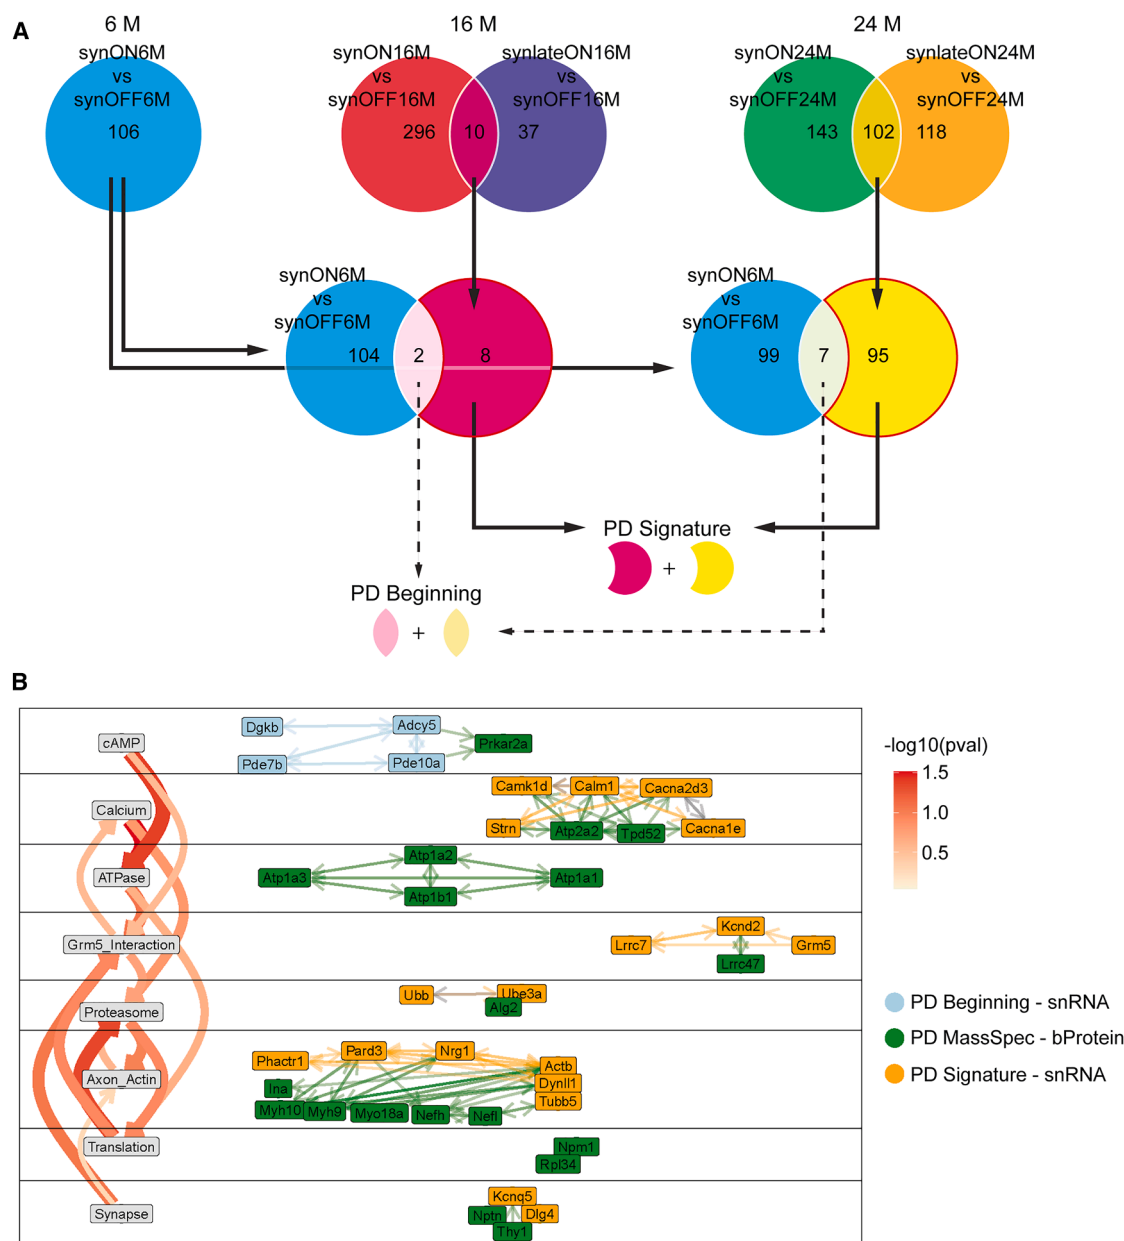 A
6 M
16 M
24 M
synON6M
vs
synOFF6M
106
synON16M
vs
synOFF16M
296
10
synlateON16M
vs
synOFF16M
37
synON24M
vs
synOFF24M
143
102
synlateON24M
vs
synOFF24M
118
synON6M
vs
synOFF6M
104
2
8
synON6M
vs
synOFF6M
99
7
95
PD Signature
+
PD Beginning
+
B
cAMP
Calcium
ATPase
Grm5_Interaction
Proteasome
Axon_Actin
Translation
Synapse
Dgkb
Adcy5
Prkar2a
Pde7b
Pde10a
Camk1d
Calm1
Cacna2d3
Strn
Atp2a2
Tpd52
Cacna1e
Atp1a2
Atp1a3
Atp1a1
Atp1b1
Kcnd2
Lrrc7
Grm5
Lrrc47
Ubb
Ube3a
Alg2
Phactr1
Pard3
Nrg1
Actb
Ina
Dynll1
Tubb5
Myh10
Myh9
Myo18a
Nefh
Nefl
Npm1
Rpl34
Kcnq5
Nptn
Dlg4
Thy1
-log10(pval)
1.5
1.0
0.5
PD Beginning - snRNA
PD MassSpec - bProtein
PD Signature - snRNA